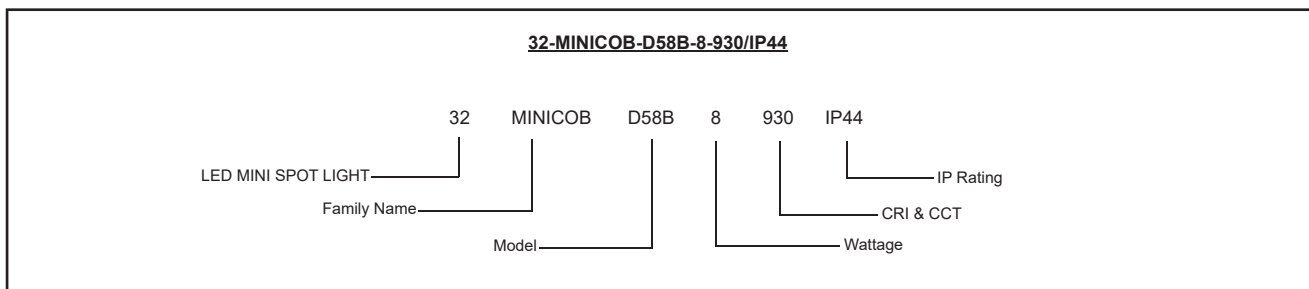 32-MINICOB-D58B-8-930/IP44
32 MINICOB D58B 8 930 IP44
LED MINI SPOT LIGHT
IP Rating
Family Name
CRI & CCT
Model
Wattage